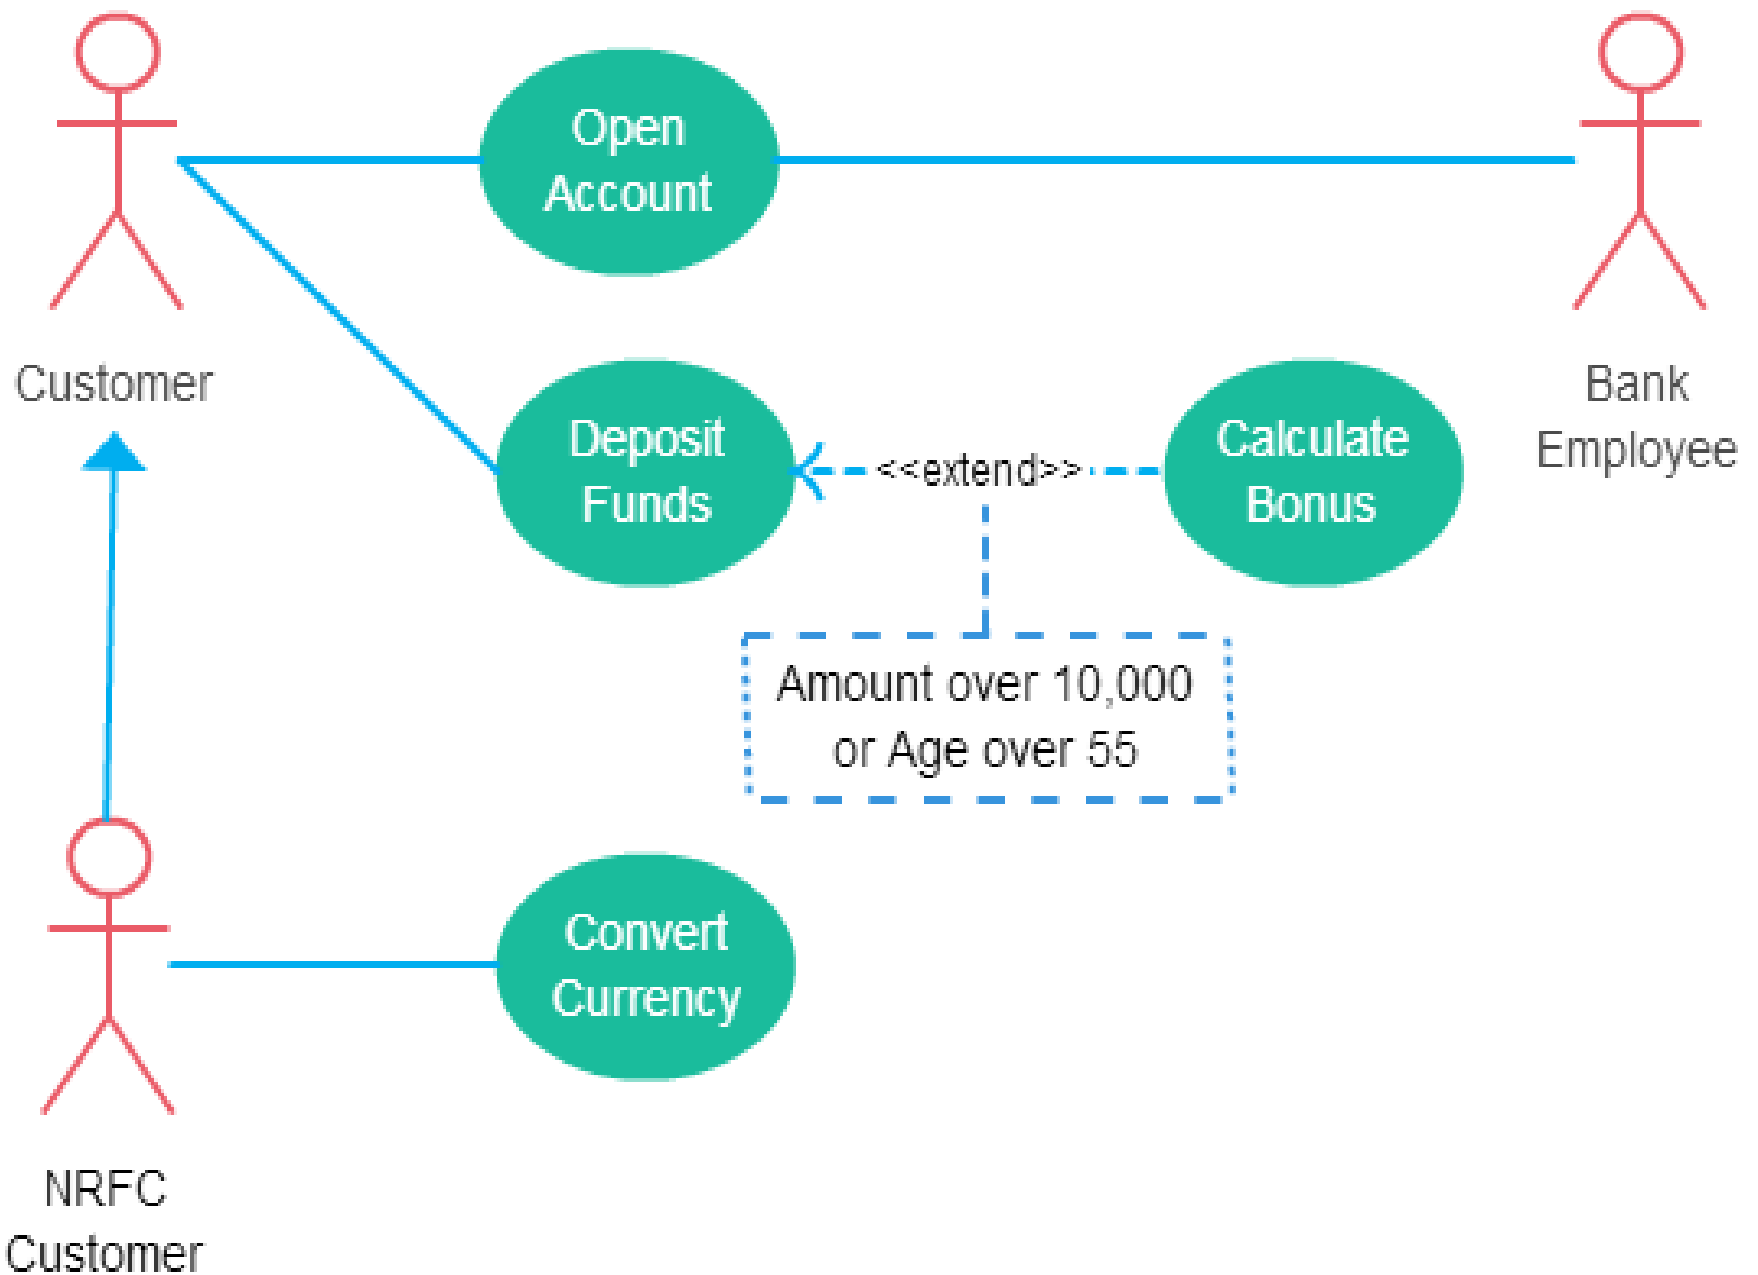 Open
Account
Customer
Bank
Employee
Deposit
Funds
<<extend>>
Calculate
Bonus
Amount over 10,000
or Age over 55
Convert
Currency
NRFC
Customer